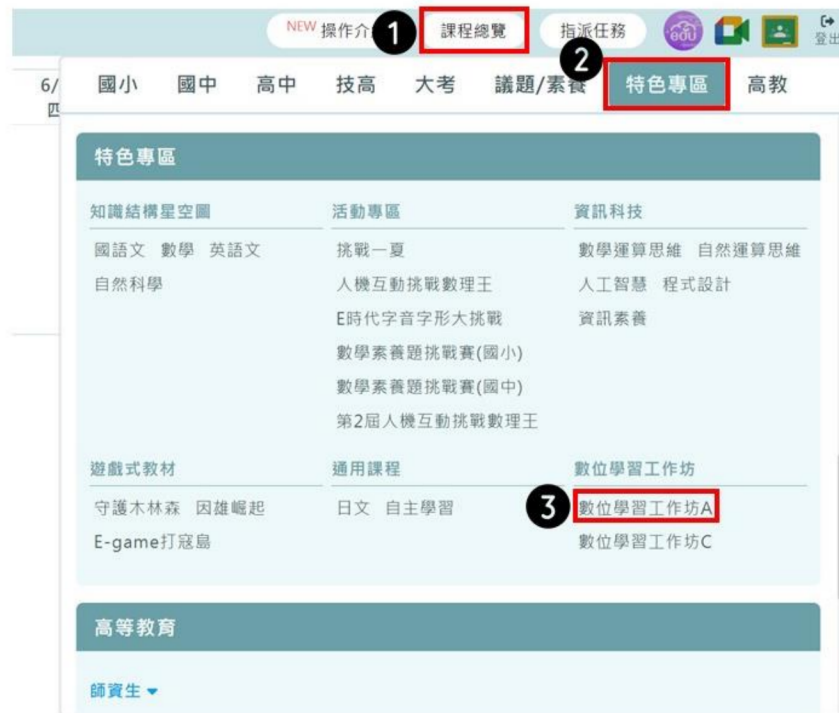 NEW 操作介
1
課程總覽
指派任務
edu
登出
2
6/
四
國小 國中 高中 技高 大考 議題/素養 特色專區 高教
特色專區
知識結構星空圖
國語文 數學 英語文
自然科學
活動專區
挑戰一夏
人機互動挑戰數理王
E時代字音字形大挑戰
數學素養題挑戰賽(國小)
數學素養題挑戰賽(國中)
第2屆人機互動挑戰數理王
資訊科技
數學運算思維 自然運算思維
人工智慧 程式設計
資訊素養
遊戲式教材
守護木林森 因雄崛起
E-game打寇島
通用課程
日文 自主學習
數位學習工作坊
3
數位學習工作坊A
數位學習工作坊C
高等教育
師資生